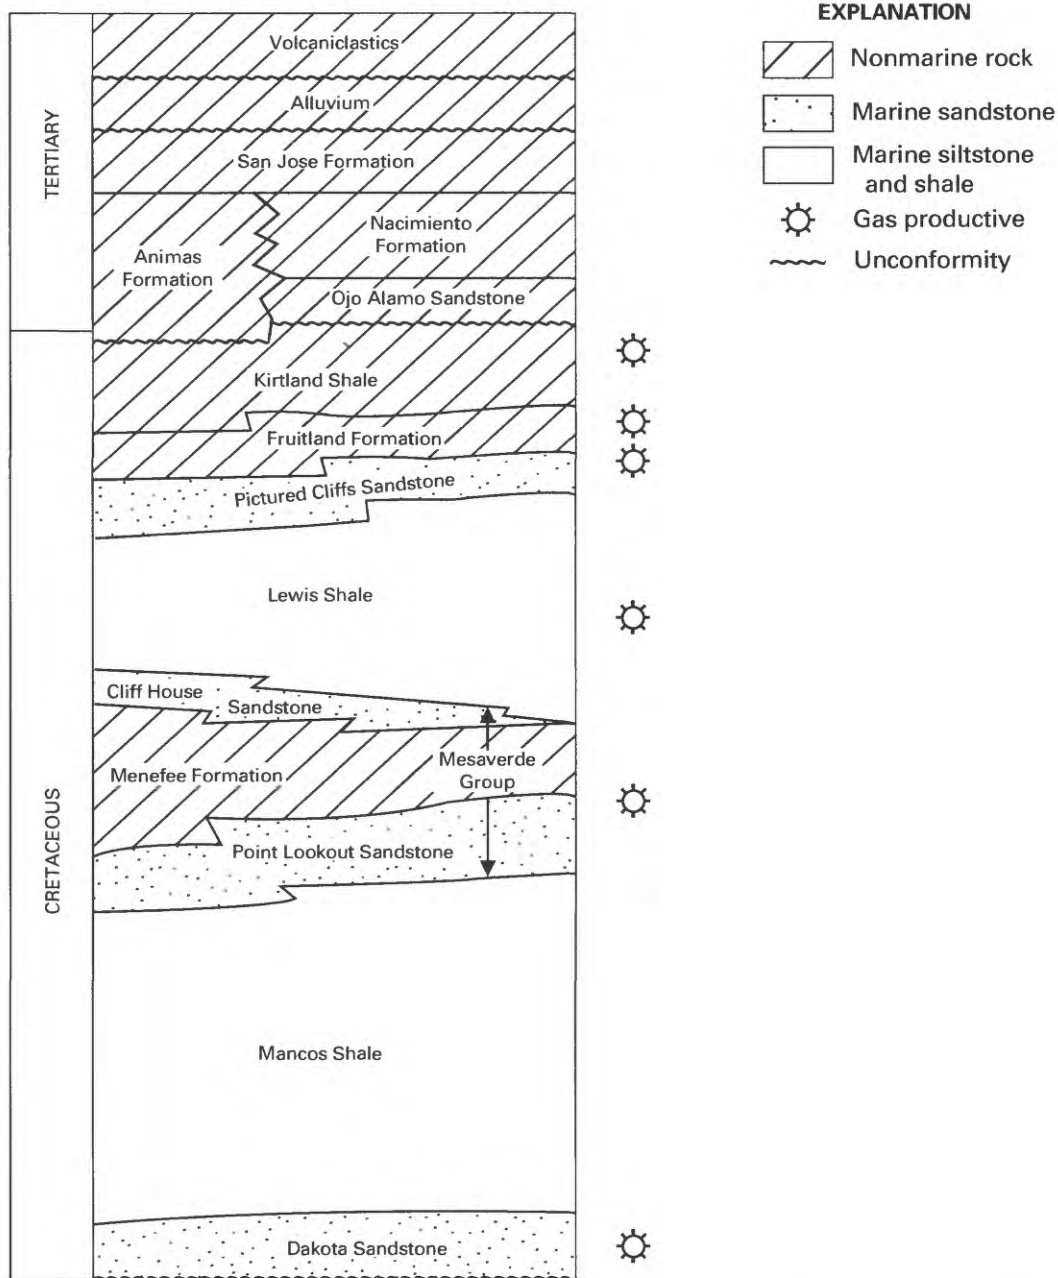 TERTIARY
CRETACEOUS
Volcaniclastics
Alluvium
San Jose Formation
Animas
Formation
Nacimiento
Formation
Ojo Alamo Sandstone
Kirtland Shale
Fruitland Formation
Pictured Cliffs Sandstone
Lewis Shale
Cliff House
Sandstone
Menefee Formation
Mesaverde
Group
Point Lookout Sandstone
Mancos Shale
Dakota Sandstone
EXPLANATION
Nonmarine rock
Marine sandstone
Marine siltstone
and shale
Gas productive
Unconformity